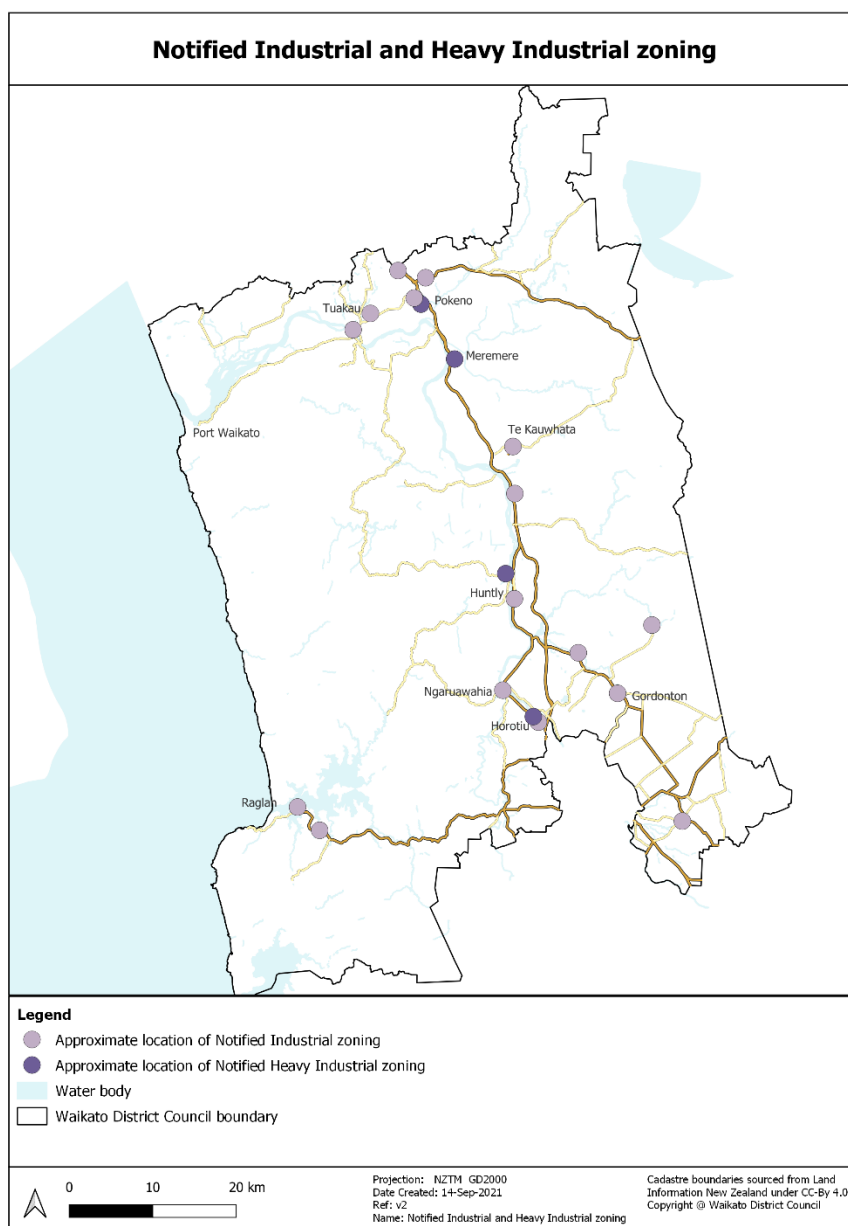 Notified Industrial and Heavy Industrial zoning
Pokeno
Tuakau
Meremere
Port Waikato
Te Kauwhata
Huntly
Ngaruawahia
Gordonton
Horotiu
Raglan
Legend
Approximate location of Notified Industrial zoning
Approximate location of Notified Heavy Industrial zoning
Water body
Waikato District Council boundary
0 10 20 km
Projection: NZTM GD2000
Date Created: 14-Sep-2021
Ref: v2
Name: Notified Industrial and Heavy Industrial zoning
Cadastre boundaries sourced from Land
Information New Zealand under CC-By 4.0
Copyright @ Waikato District Council